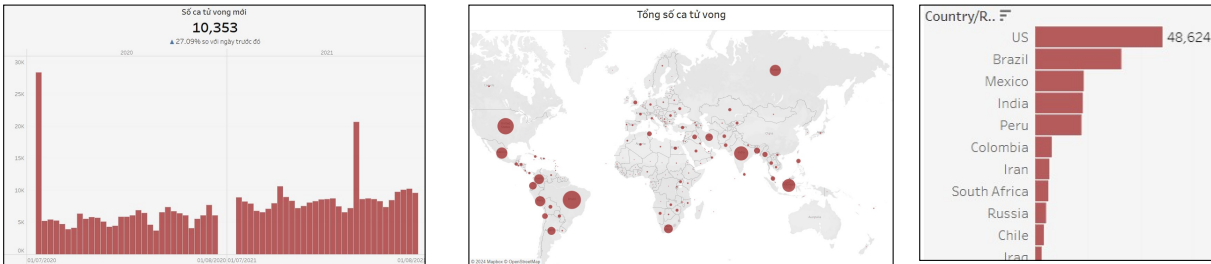 Số ca tử vong mới
10,353
▲ 27.09% so với ngày trước đó
2020
2021
30K
25K
20K
15K
10K
5K
0K
01/07/2020
01/08/2020
01/07/2021
01/08/202
Tổng số ca tử vong
© 2024 Mapbox © OpenStreetMap
Country/R..
US
48,624
Brazil
Mexico
India
Peru
Colombia
Iran
South Africa
Russia
Chile
Iraq